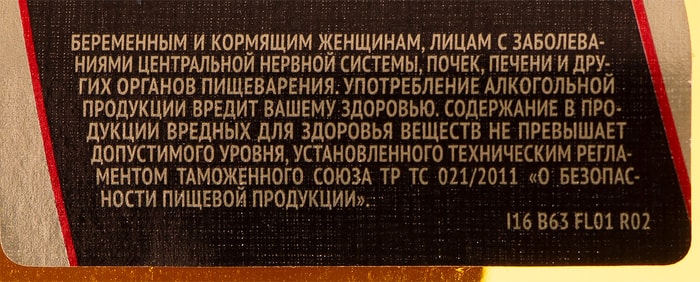 БЕРЕМЕННЫМ И КОРМЯЩИМ ЖЕНЩИНАМ, ЛИЦАМ С ЗАБОЛЕВА-
НИЯМИ ЦЕНТРАЛЬНОЙ НЕРВНОЙ СИСТЕМЫ, ПОЧЕК, ПЕЧЕНИ И ДРУ-
ГИХ ОРГАНОВ ПИЩЕВАРЕНИЯ. УПОТРЕБЛЕНИЕ АЛКОГОЛЬНОЙ
ПРОДУКЦИИ ВРЕДИТ ВАШЕМУ ЗДОРОВЬЮ. СОДЕРЖАНИЕ В ПРО-
ДУКЦИИ ВРЕДНЫХ ДЛЯ ЗДОРОВЬЯ ВЕЩЕСТВ НЕ ПРЕВЫШАЕТ
ДОПУСТИМОГО УРОВНЯ, УСТАНОВЛЕННОГО ТЕХНИЧЕСКИМ РЕГЛА-
МЕНТОМ ТАМОЖЕННОГО СОЮЗА ТР ТС 021/2011 «О БЕЗОПАС-
НОСТИ ПИЩЕВОЙ ПРОДУКЦИИ».
I16 B63 FL01 R02